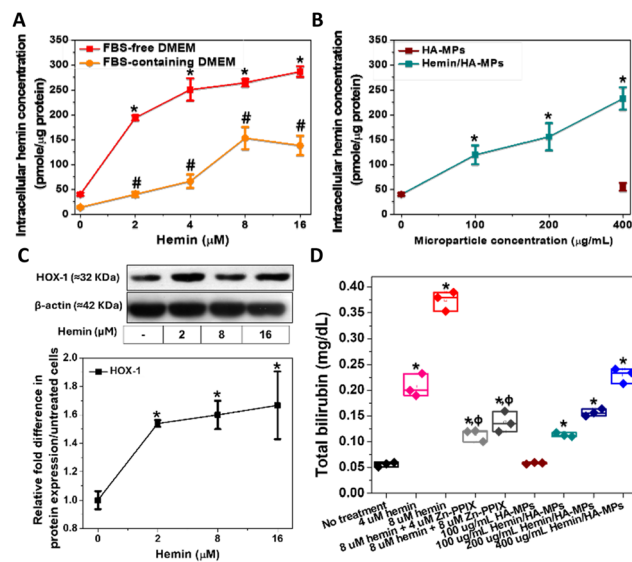 A
Intracellular hemin concentration
(pmole/µg protein)
400
350
300
250
200
150
100
50
0
FBS-free DMEM
FBS-containing DMEM
*
*
*
*
#
#
#
#
0
2
4
8
16
Hemin (µM)
B
Intracellular hemin concentration
(pmole/µg protein)
400
350
300
250
200
150
100
50
0
HA-MPs
Hemin/HA-MPs
*
*
*
0
100
200
400
Microparticle concentration (µg/mL)
C
HOX-1 (≈32 KDa)
β-actin (≈42 KDa)
Hemin (µM) - 2 8 16
Relative fold difference in
protein expression/untreated cells
2.0
1.8
1.6
1.4
1.2
1.0
0.8
HOX-1
*
*
*
0
2
8
16
Hemin (µM)
D
Total bilirubin (mg/dL)
0.40
0.35
0.30
0.25
0.20
0.15
0.10
0.05
0.00
*
*
*,ϕ
*,ϕ
*
*
*
No treatment
4 uM hemin
8 uM hemin
8 uM hemin + 4 uM Zn-PPIX
8 uM hemin + 8 uM Zn-PPIX
100 ug/mL HA-MPs
100 ug/mL Hemin/HA-MPs
200 ug/mL Hemin/HA-MPs
400 ug/mL Hemin/HA-MPs